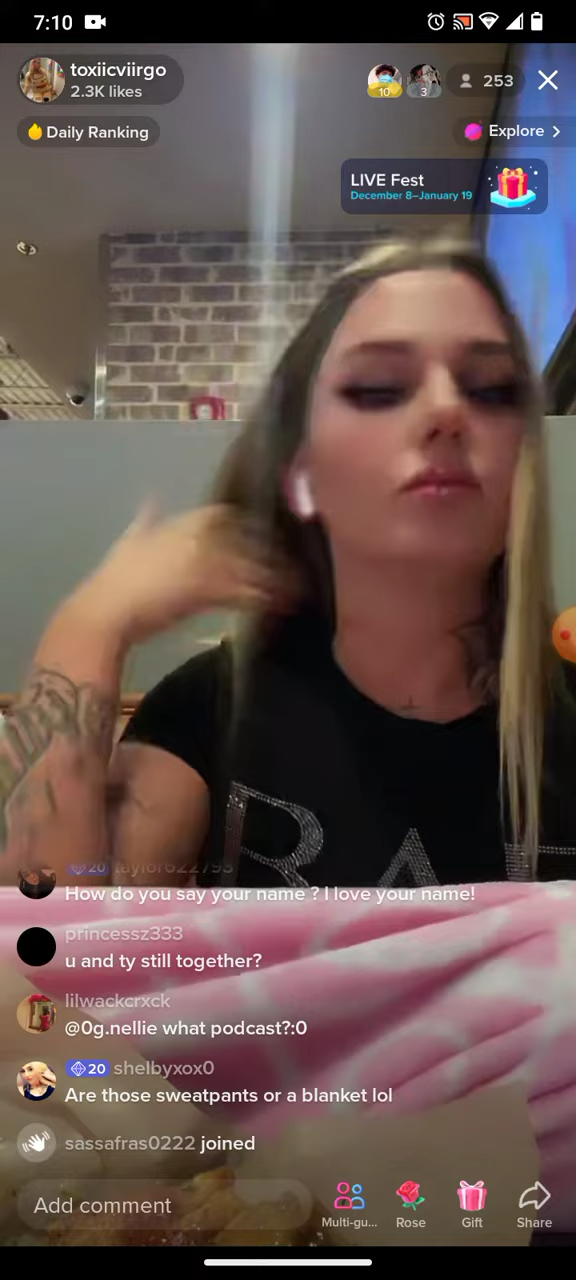 7:10
toxiicviirgo
2.3K likes
10
3
253
Daily Ranking
Explore
LIVE Fest
December 8–January 19
20 taylor622793
How do you say your name ? I love your name!
princessz333
u and ty still together?
lilwackcrxck
@0g.nellie what podcast?:0
20 shelbyxox0
Are those sweatpants or a blanket lol
sassafras0222 joined
Add comment
Multi-gu...
Rose
Gift
Share